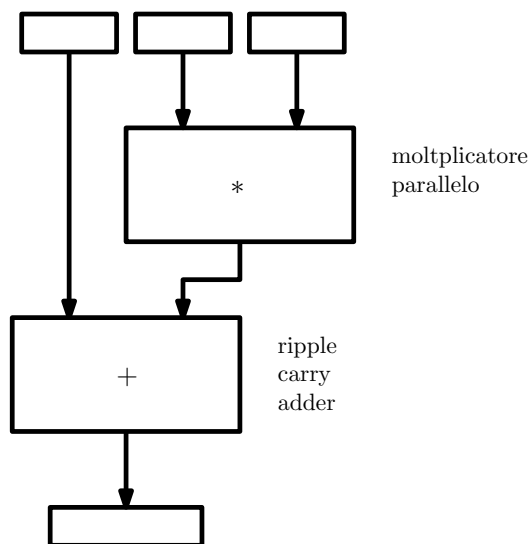 moltplicatore
parallelo
*
ripple
carry
adder
+